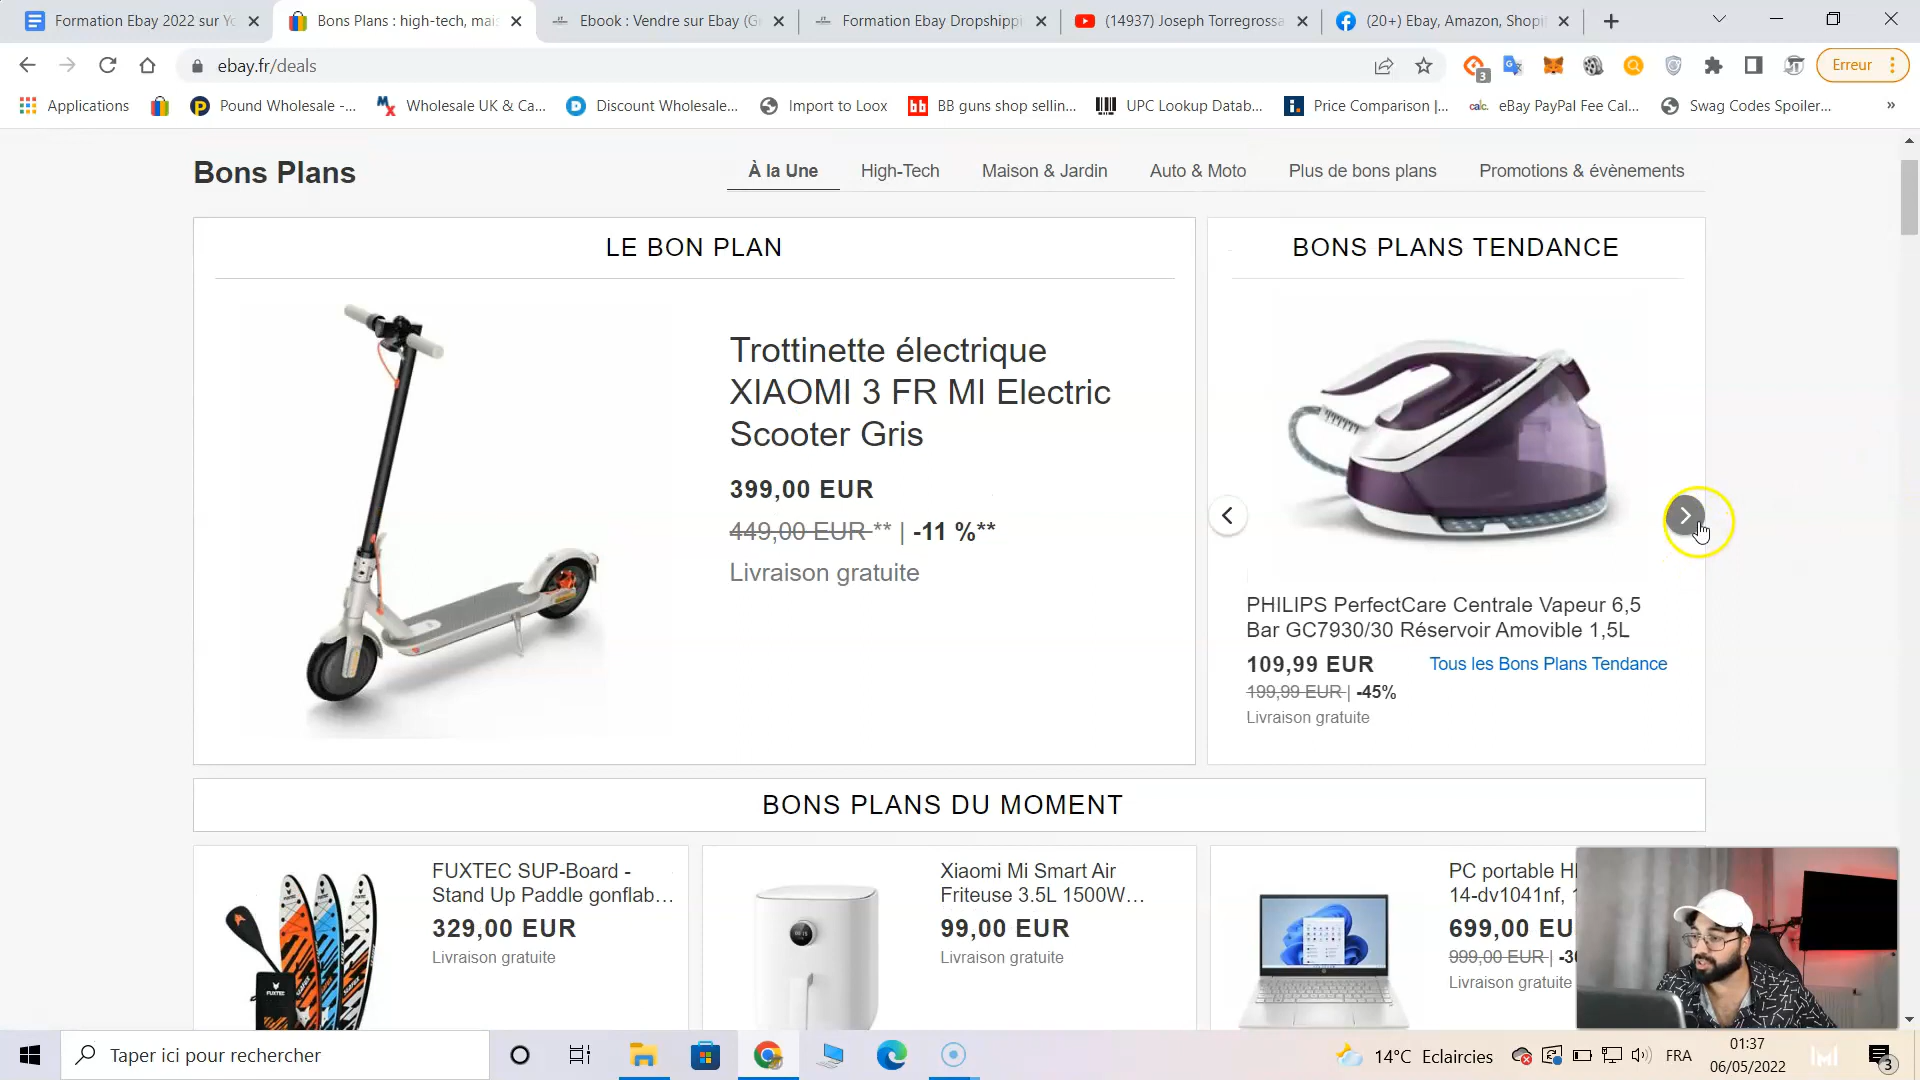 Formation Ebay 2022 sur Yo
Bons Plans : high-tech, mais
Ebook : Vendre sur Ebay (Gr
Formation Ebay Dropshippi
(14937) Joseph Torregrossa
(20+) Ebay, Amazon, Shopif
ebay.fr/deals
3
Erreur
Applications
Pound Wholesale -...
Wholesale UK & Ca...
Discount Wholesale...
Import to Loox
BB guns shop sellin...
UPC Lookup Datab...
Price Comparison |...
calc.
eBay PayPal Fee Cal...
Swag Codes Spoiler...
»
Bons Plans
À la Une
High-Tech
Maison & Jardin
Auto & Moto
Plus de bons plans
Promotions & évènements
LE BON PLAN
Trottinette électrique
XIAOMI 3 FR MI Electric
Scooter Gris
399,00 EUR
449,00 EUR ** | -11 %**
Livraison gratuite
BONS PLANS TENDANCE
PHILIPS PerfectCare Centrale Vapeur 6,5
Bar GC7930/30 Réservoir Amovible 1,5L
109,99 EUR
Tous les Bons Plans Tendance
199,99 EUR | -45%
Livraison gratuite
BONS PLANS DU MOMENT
FUXTEC
FUXTEC SUP-Board -
Stand Up Paddle gonflab...
329,00 EUR
Livraison gratuite
Xiaomi Mi Smart Air
Friteuse 3.5L 1500W...
99,00 EUR
Livraison gratuite
PC portable H
14-dv1041nf,
699,00 EU
999,00 EUR | -3
Livraison gratuite
Taper ici pour rechercher
14°C Eclaircies
FRA
01:37
06/05/2022
3